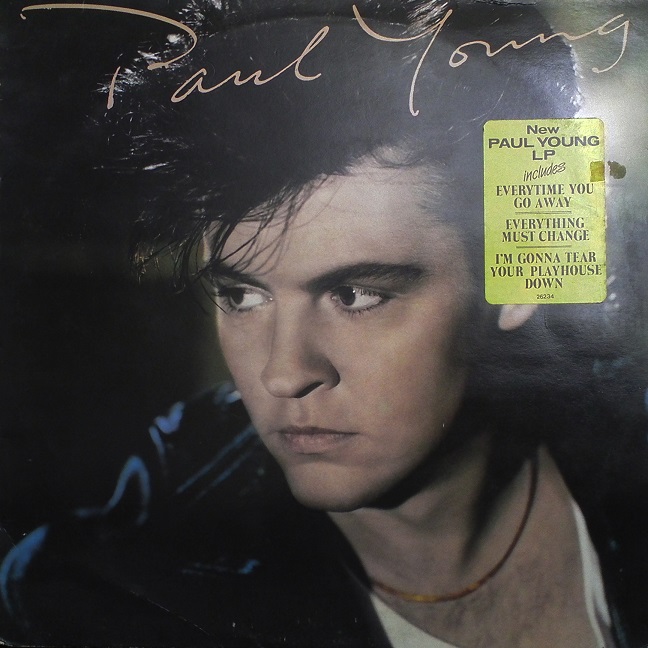 Paul Young
New
PAUL YOUNG
LP
includes
EVERYTIME YOU
GO AWAY
EVERYTHING
MUST CHANGE
I'M GONNA TEAR
YOUR PLAYHOUSE
DOWN
26234